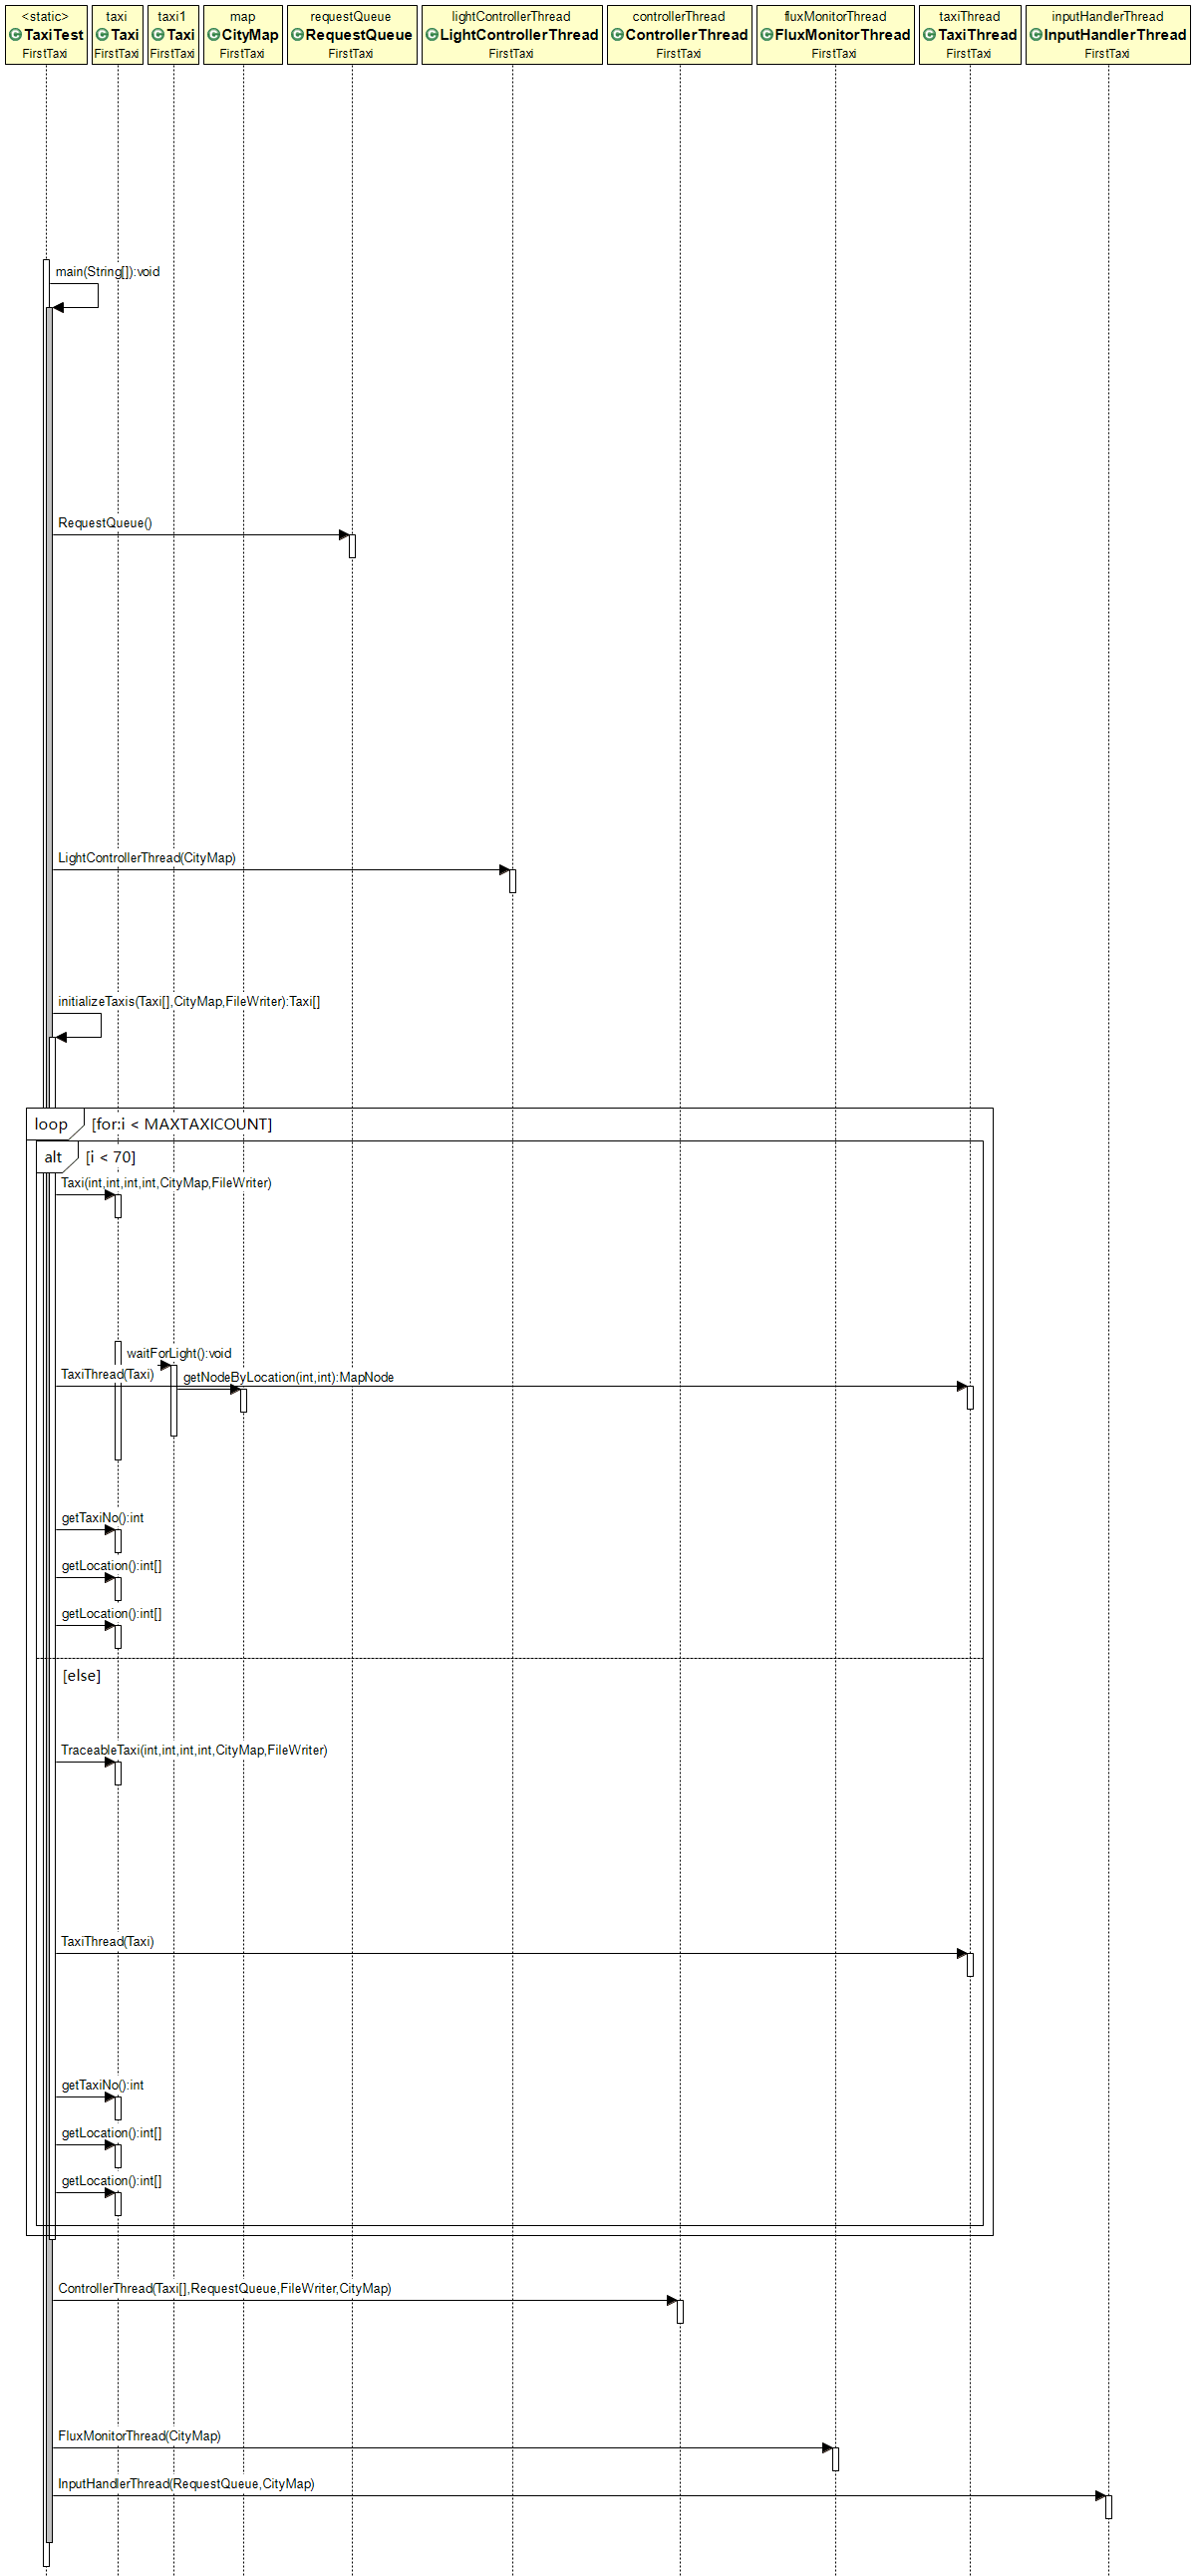 <static>
TaxiTest
FirstTaxi
taxi
Taxi
FirstTaxi
taxi1
Taxi
FirstTaxi
map
CityMap
FirstTaxi
requestQueue
RequestQueue
FirstTaxi
lightControllerThread
LightControllerThread
FirstTaxi
controllerThread
ControllerThread
FirstTaxi
fluxMonitorThread
FluxMonitorThread
FirstTaxi
taxiThread
TaxiThread
FirstTaxi
inputHandlerThread
InputHandlerThread
FirstTaxi
main(String[]):void
RequestQueue()
LightControllerThread(CityMap)
initializeTaxis(Taxi[],CityMap,FileWriter):Taxi[]
loop [for:i < MAXTAXICOUNT]
alt [i < 70]
Taxi(int,int,int,int,CityMap,FileWriter)
waitForLight():void
TaxiThread(Taxi)
getNodeByLocation(int,int):MapNode
getTaxiNo():int
getLocation():int[]
getLocation():int[]
[else]
TraceableTaxi(int,int,int,int,CityMap,FileWriter)
TaxiThread(Taxi)
getTaxiNo():int
getLocation():int[]
getLocation():int[]
ControllerThread(Taxi[],RequestQueue,FileWriter,CityMap)
FluxMonitorThread(CityMap)
InputHandlerThread(RequestQueue,CityMap)